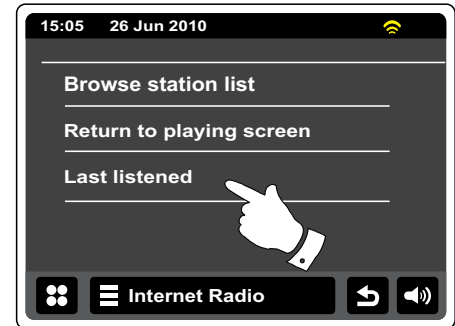 15:05 26 Jun 2010
Browse station list
Return to playing screen
Last listened
Internet Radio